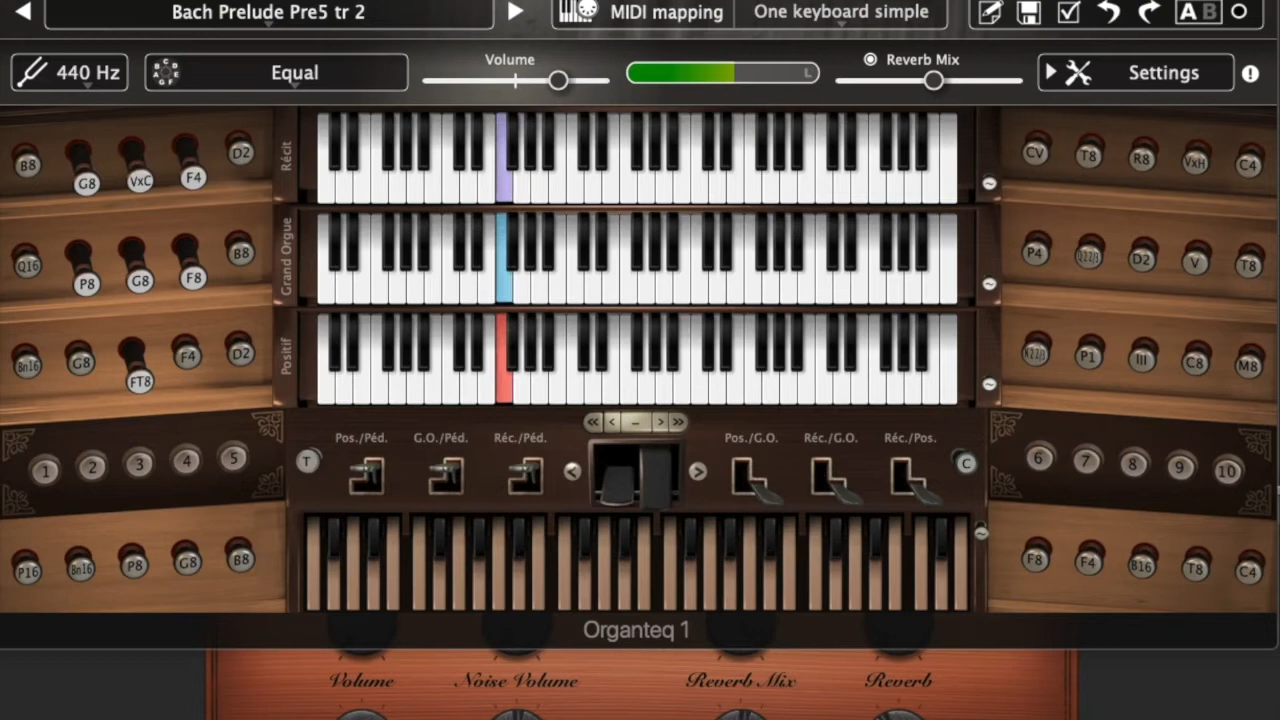 Bach Prelude Pre5 tr 2
MIDI mapping
One keyboard simple
A B
440 Hz
Equal
Volume
L
Reverb Mix
Settings
B8 G8 VxC F4 D2
Récit
CV T8 R8 VxH C4
Q16 P8 G8 F8 B8
Grand Orgue
P4 Q22/3 D2 V T8
Bn16 G8 FT8 F4 D2
Positif
P1 III C8 M8
Pos./Péd. G.O./Péd. Réc./Péd.
Pos./G.O. Réc./G.O. Réc./Pos.
1 2 3 4 5
T
C
6 7 8 9 10
P16 Bn16 P8 G8 B8
F8 F4 B16 T8 C4
Organteq 1
Volume Noise Volume Reverb Mix Reverb